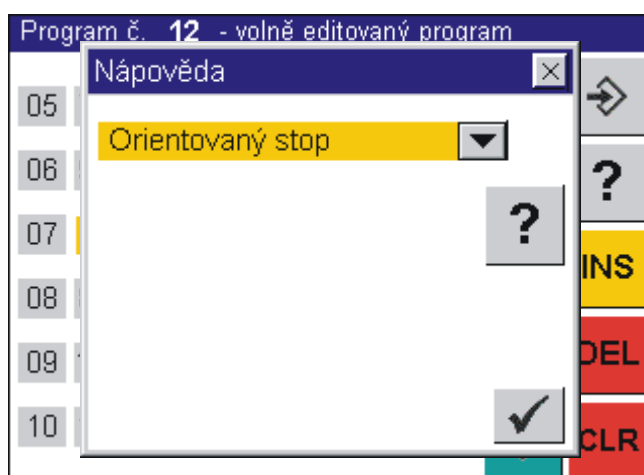 Program č. 12 - volně editovaný program
Nápověda
05
Orientovaný stop
06
?
?
07
INS
08
09
DEL
10
CLR